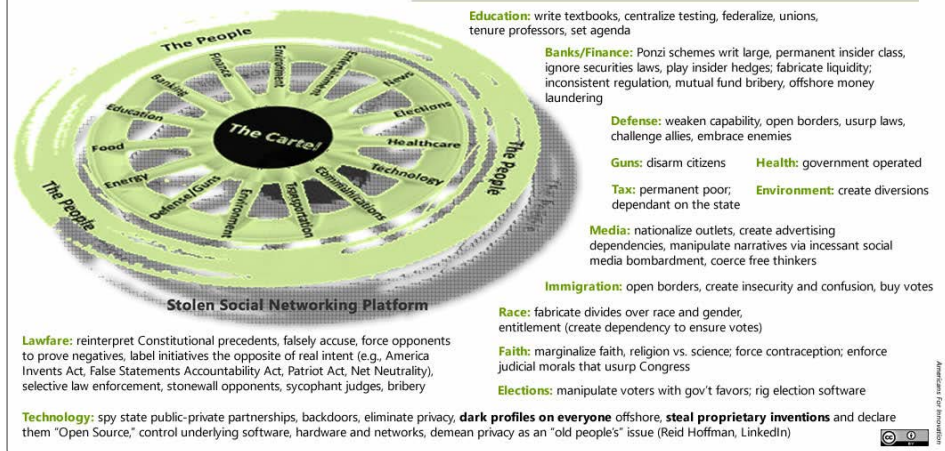 The People
Environment
Entertainment
Finance
News
Banking
Elections
Education
The Cartel
Healthcare
Food
Technology
The People
Energy
Communications
The People
Defense/Guns
Transportation
Environment
Stolen Social Networking Platform
Education: write textbooks, centralize testing, federalize, unions,
tenure professors, set agenda
Banks/Finance: Ponzi schemes writ large, permanent insider class,
ignore securities laws, play insider hedges; fabricate liquidity;
inconsistent regulation, mutual fund bribery, offshore money
laundering
Defense: weaken capability, open borders, usurp laws,
challenge allies, embrace enemies
Guns: disarm citizens
Health: government operated
Tax: permanent poor;
dependant on the state
Environment: create diversions
Media: nationalize outlets, create advertising
dependencies, manipulate narratives via incessant social
media bombardment, coerce free thinkers
Immigration: open borders, create insecurity and confusion, buy votes
Race: fabricate divides over race and gender,
entitlement (create dependency to ensure votes)
Faith: marginalize faith, religion vs. science; force contraception; enforce
judicial morals that usurp Congress
Elections: manipulate voters with gov't favors; rig election software
Lawfare: reinterpret Constitutional precedents, falsely accuse, force opponents
to prove negatives, label initiatives the opposite of real intent (e.g., America
Invents Act, False Statements Accountability Act, Patriot Act, Net Neutrality),
selective law enforcement, stonewall opponents, sycophant judges, bribery
Technology: spy state public-private partnerships, backdoors, eliminate privacy, dark profiles on everyone offshore, steal proprietary inventions and declare
them "Open Source," control underlying software, hardware and networks, demean privacy as an "old people's" issue (Reid Hoffman, LinkedIn)
Americans For Innovation
cc
BY